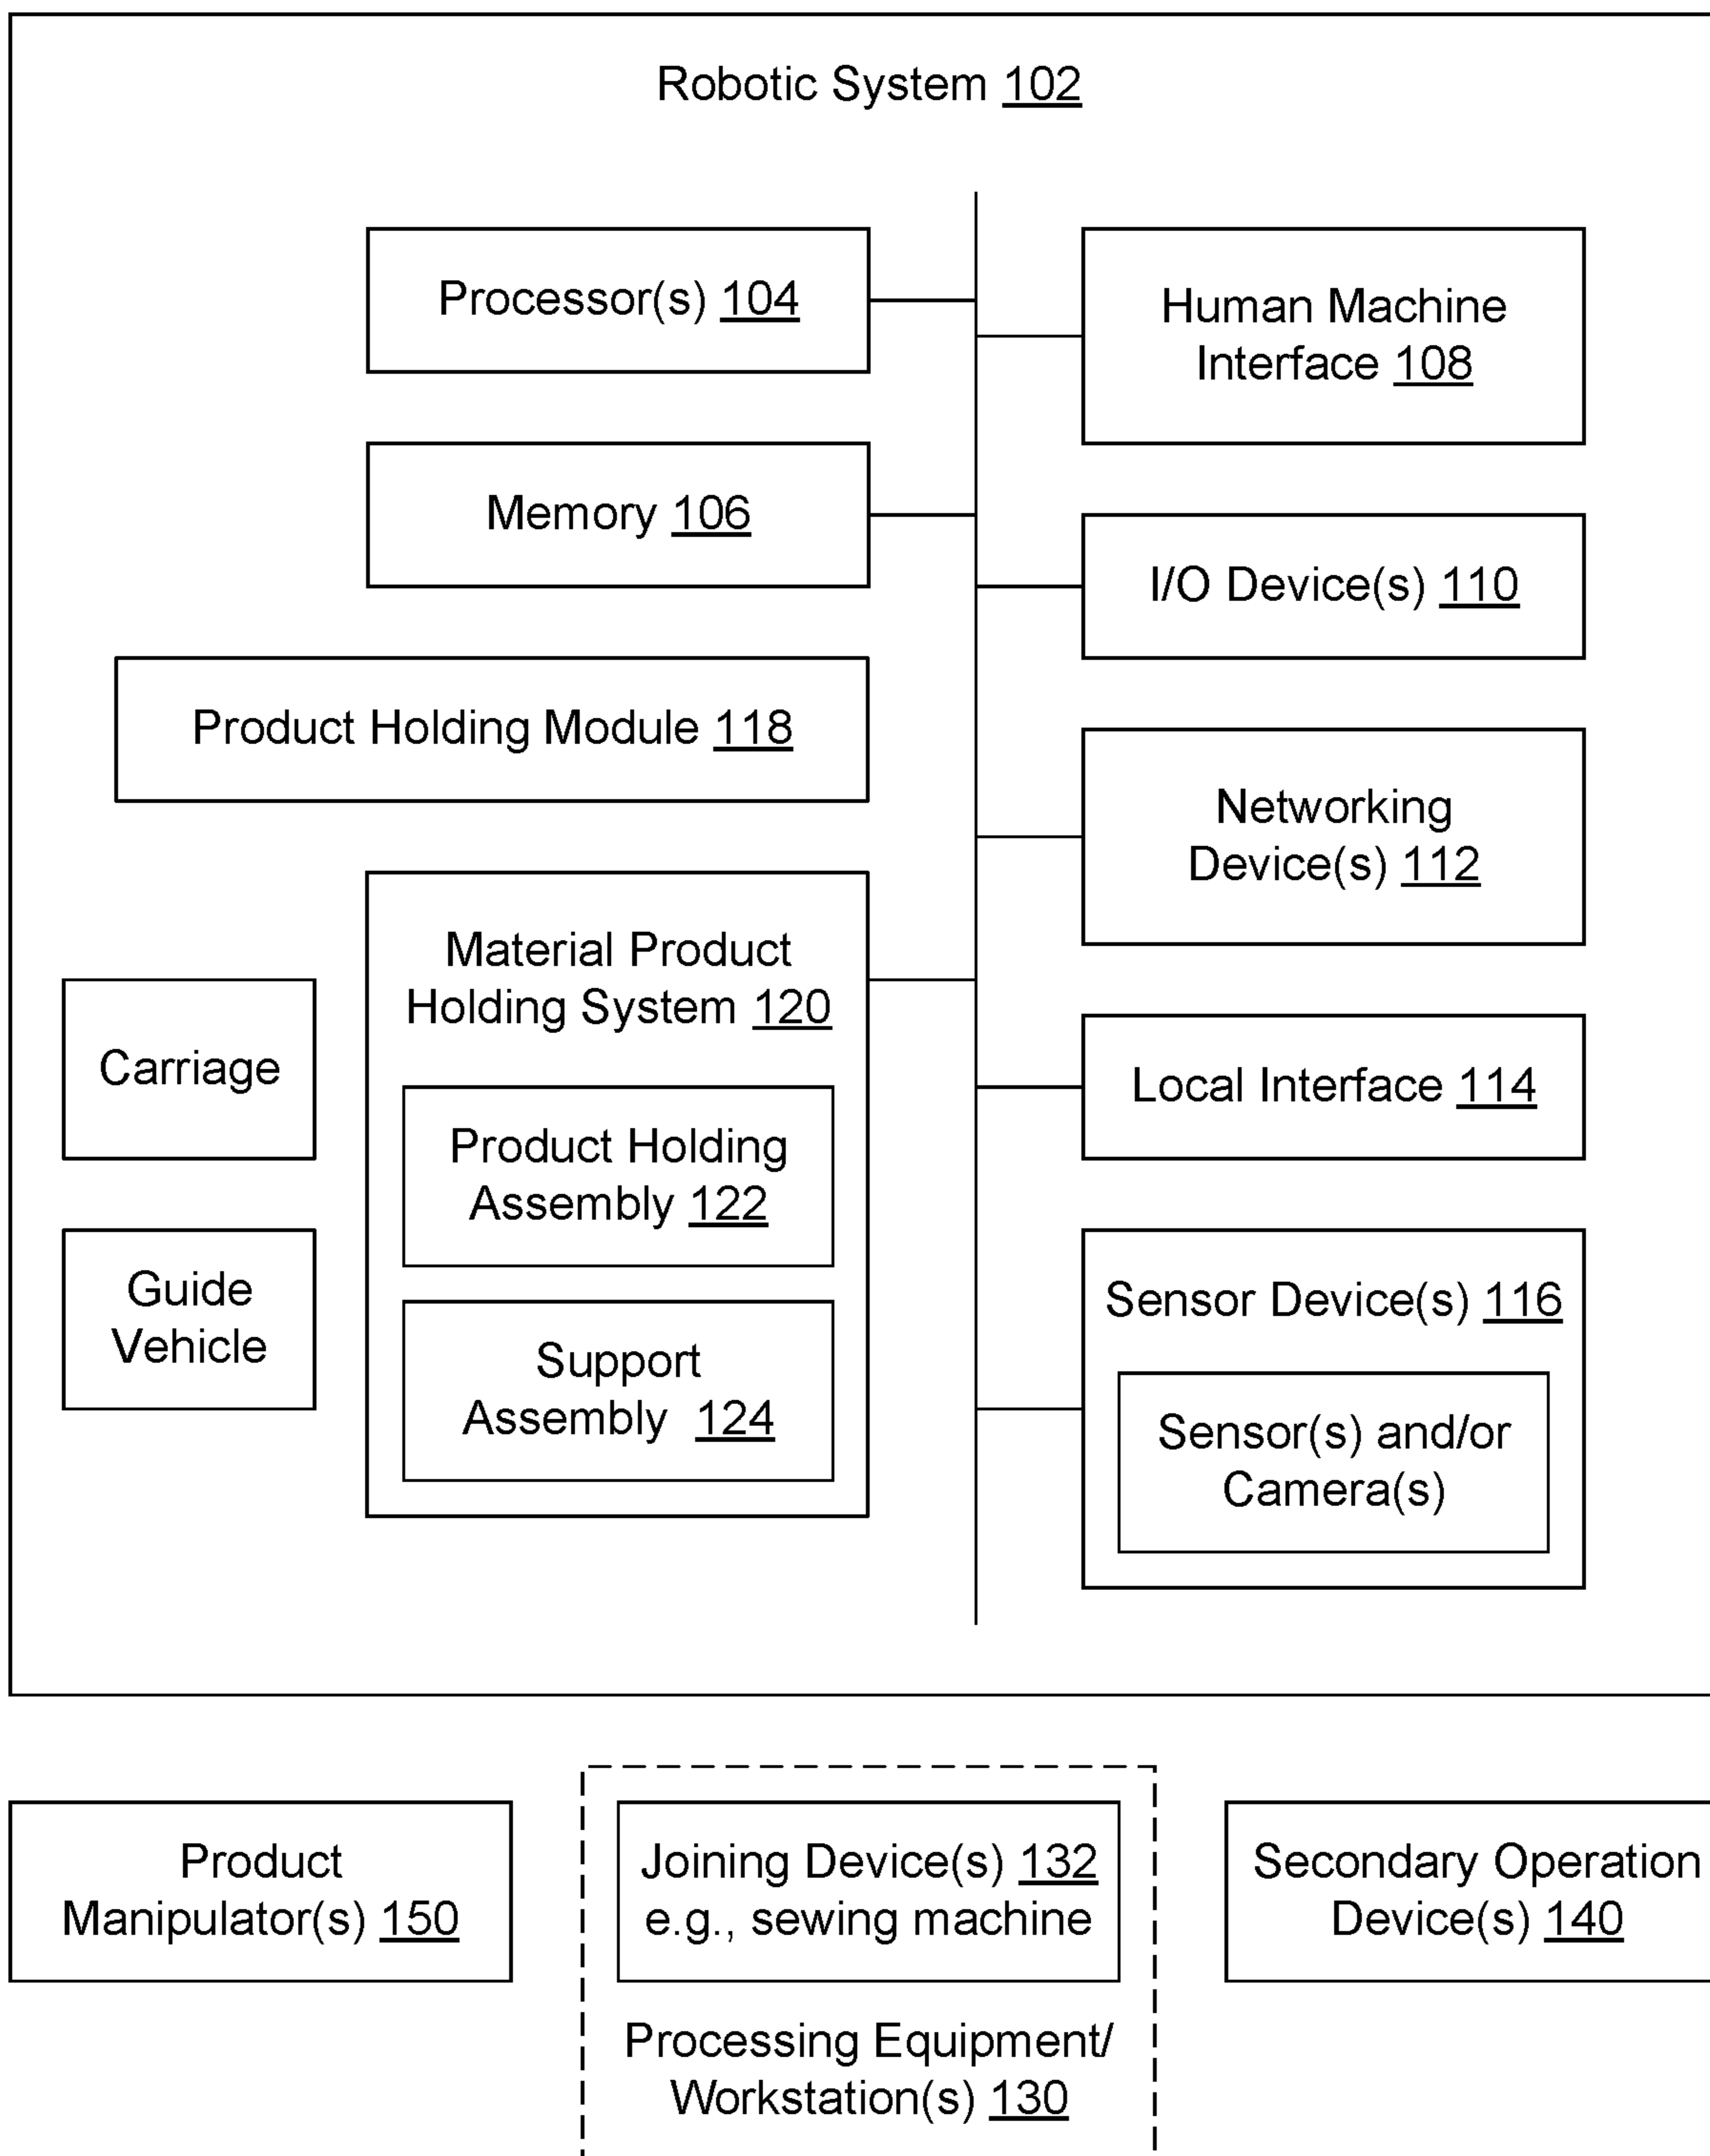 Robotic System 102
Processor(s) 104
Human Machine
Interface 108
Memory 106
I/O Device(s) 110
Product Holding Module 118
Networking
Device(s) 112
Material Product
Holding System 120
Carriage
Local Interface 114
Product Holding
Assembly 122
Guide
Vehicle
Sensor Device(s) 116
Support
Assembly 124
Sensor(s) and/or
Camera(s)
Product
Manipulator(s) 150
Joining Device(s) 132
e.g., sewing machine
Secondary Operation
Device(s) 140
Processing Equipment/
Workstation(s) 130